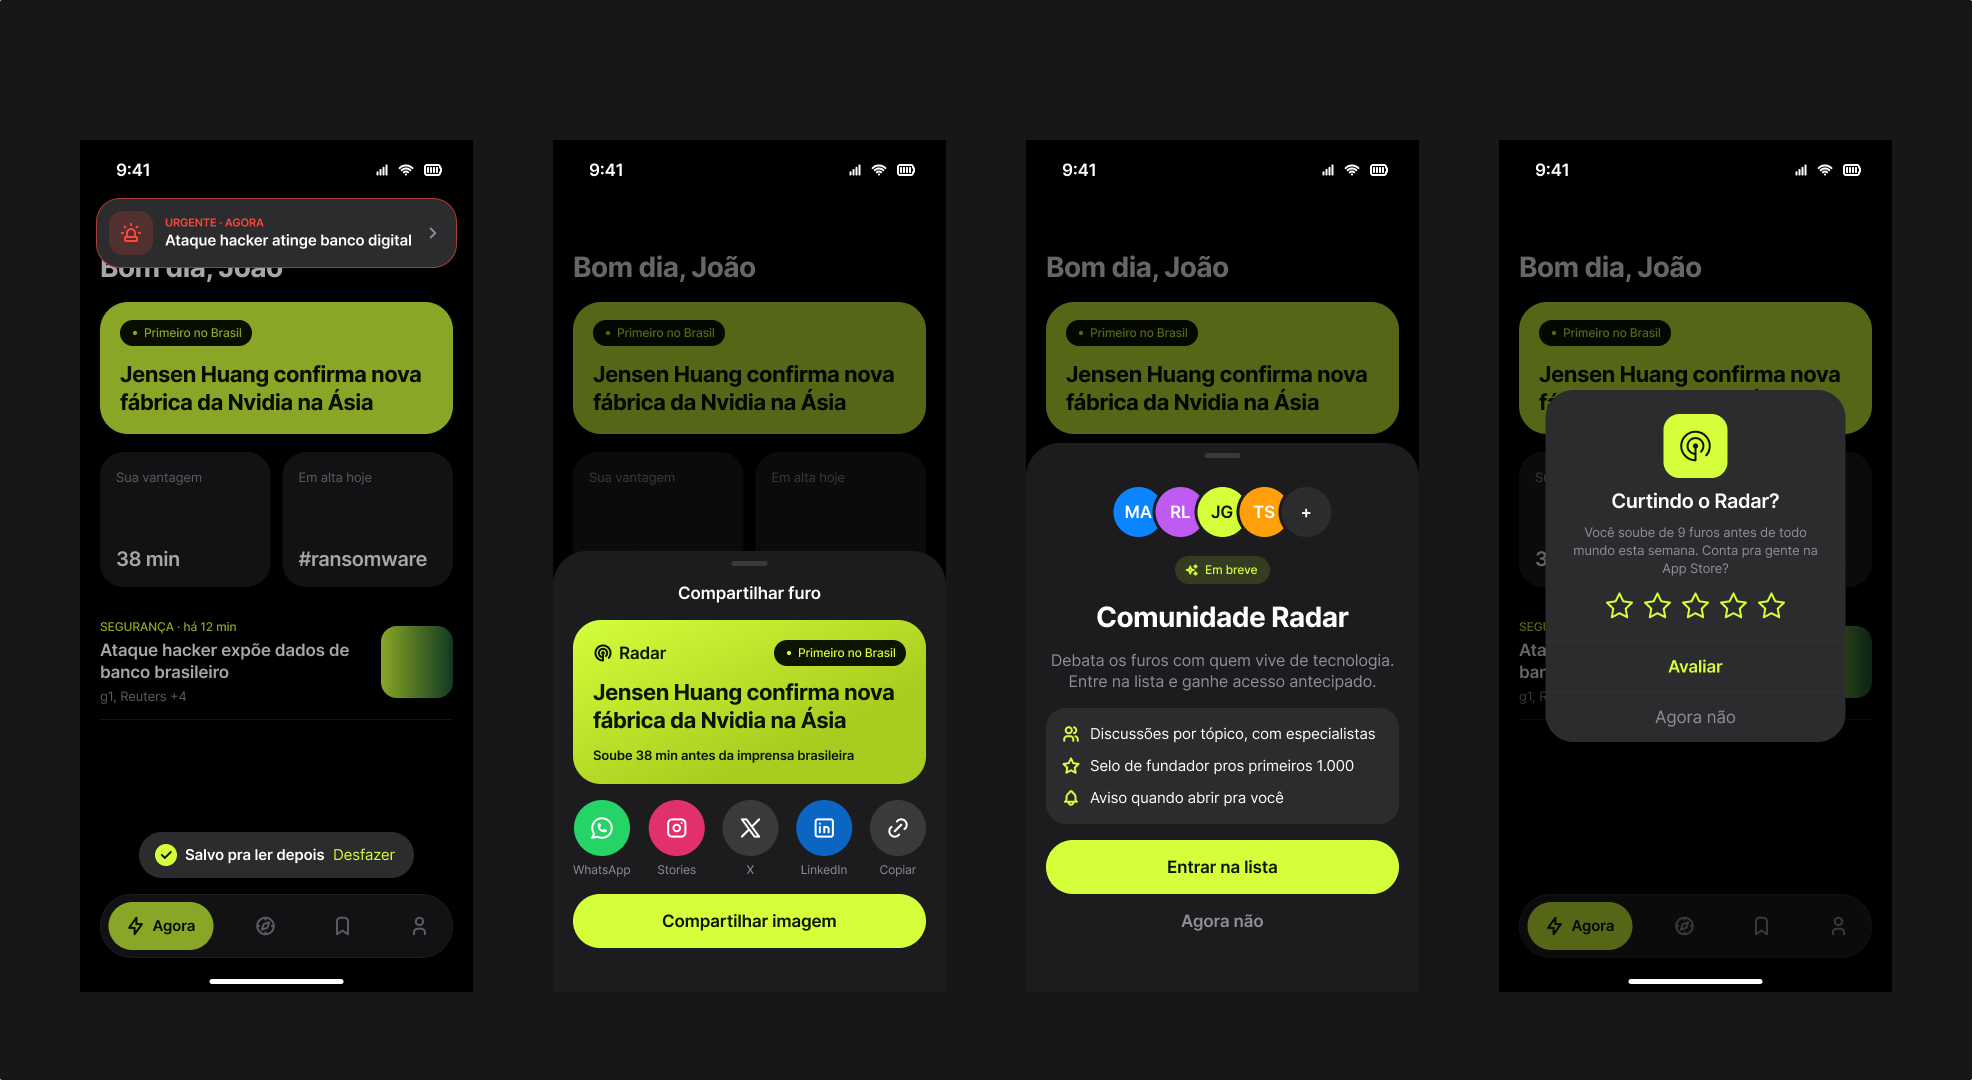 9:41
URGENTE · AGORA
Ataque hacker atinge banco digital
Bom dia, João
• Primeiro no Brasil
Jensen Huang confirma nova
fábrica da Nvidia na Ásia
Sua vantagem
38 min
Em alta hoje
#ransomware
SEGURANÇA · há 12 min
Ataque hacker expõe dados de
banco brasileiro
g1, Reuters +4
Salvo pra ler depois Desfazer
Agora
9:41
Bom dia, João
• Primeiro no Brasil
Jensen Huang confirma nova
fábrica da Nvidia na Ásia
Sua vantagem
Em alta hoje
Compartilhar furo
Radar
• Primeiro no Brasil
Jensen Huang confirma nova
fábrica da Nvidia na Ásia
Soube 38 min antes da imprensa brasileira
WhatsApp
Stories
X
LinkedIn
Copiar
Compartilhar imagem
9:41
Bom dia, João
• Primeiro no Brasil
Jensen Huang confirma nova
fábrica da Nvidia na Ásia
MA RL JG TS +
Em breve
Comunidade Radar
Debata os furos com quem vive de tecnologia.
Entre na lista e ganhe acesso antecipado.
Discussões por tópico, com especialistas
Selo de fundador pros primeiros 1.000
Aviso quando abrir pra você
Entrar na lista
Agora não
9:41
Bom dia, João
• Primeiro no Brasil
Jensen Huang confirma nova
Curtindo o Radar?
Você soube de 9 furos antes de todo
mundo esta semana. Conta pra gente na
App Store?
Avaliar
Agora não
Agora